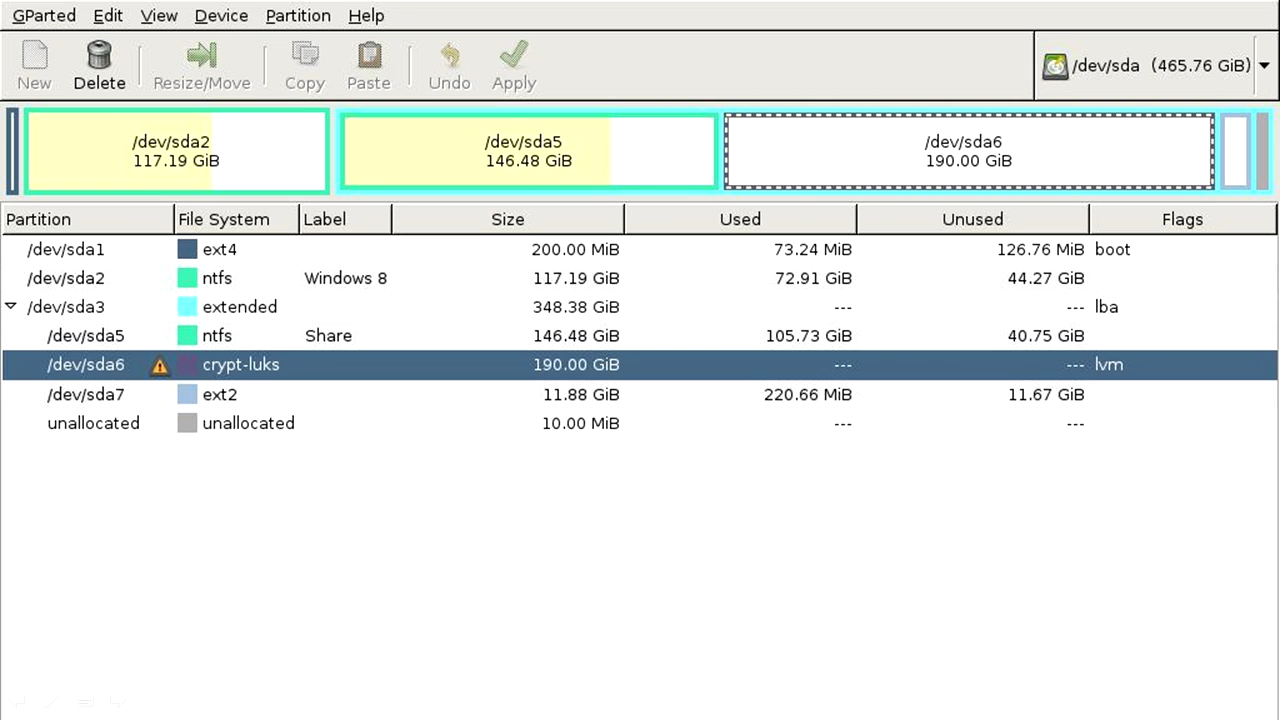 GParted Edit View Device Partition Help
New Delete Resize/Move Copy Paste Undo Apply /dev/sda (465.76 GiB)
/dev/sda2 /dev/sda5 /dev/sda6
117.19 GiB 146.48 GiB 190.00 GiB
Partition File System Label Size Used Unused Flags
/dev/sda1 ext4 200.00 MiB 73.24 MiB 126.76 MiB boot
/dev/sda2 ntfs Windows 8 117.19 GiB 72.91 GiB 44.27 GiB
/dev/sda3 extended 348.38 GiB --- --- lba
/dev/sda5 ntfs Share 146.48 GiB 105.73 GiB 40.75 GiB
/dev/sda6 crypt-luks 190.00 GiB --- --- lvm
/dev/sda7 ext2 11.88 GiB 220.66 MiB 11.67 GiB
unallocated unallocated 10.00 MiB --- ---